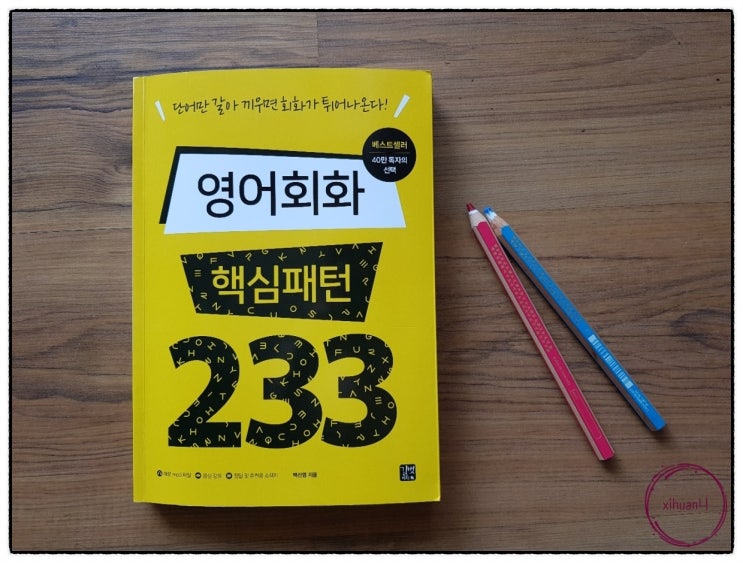 단어만 갈아 끼우면 회화가 튀어나온다!
베스트셀러
40만 독자의
선택
영어회화
핵심패턴
233
백선엽 지음
길벗
xihuan니